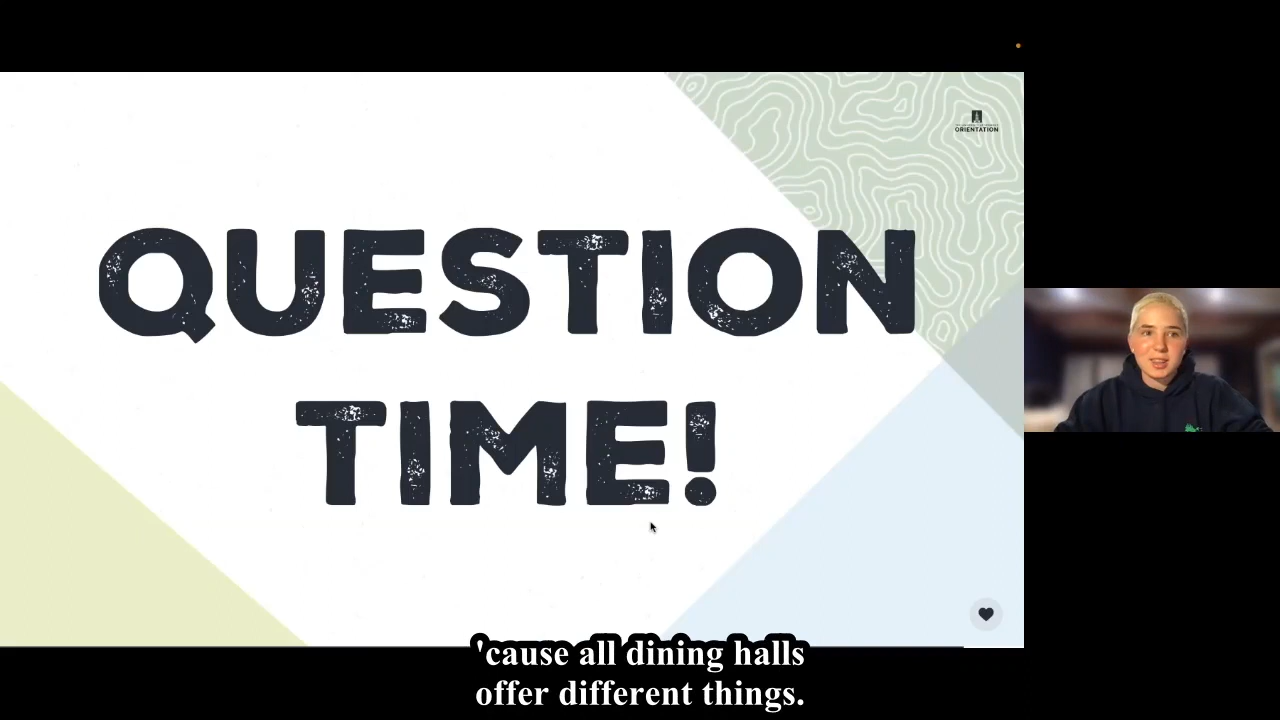 ORIENTATION
QUESTION
TIME!
'cause all dining halls
offer different things.